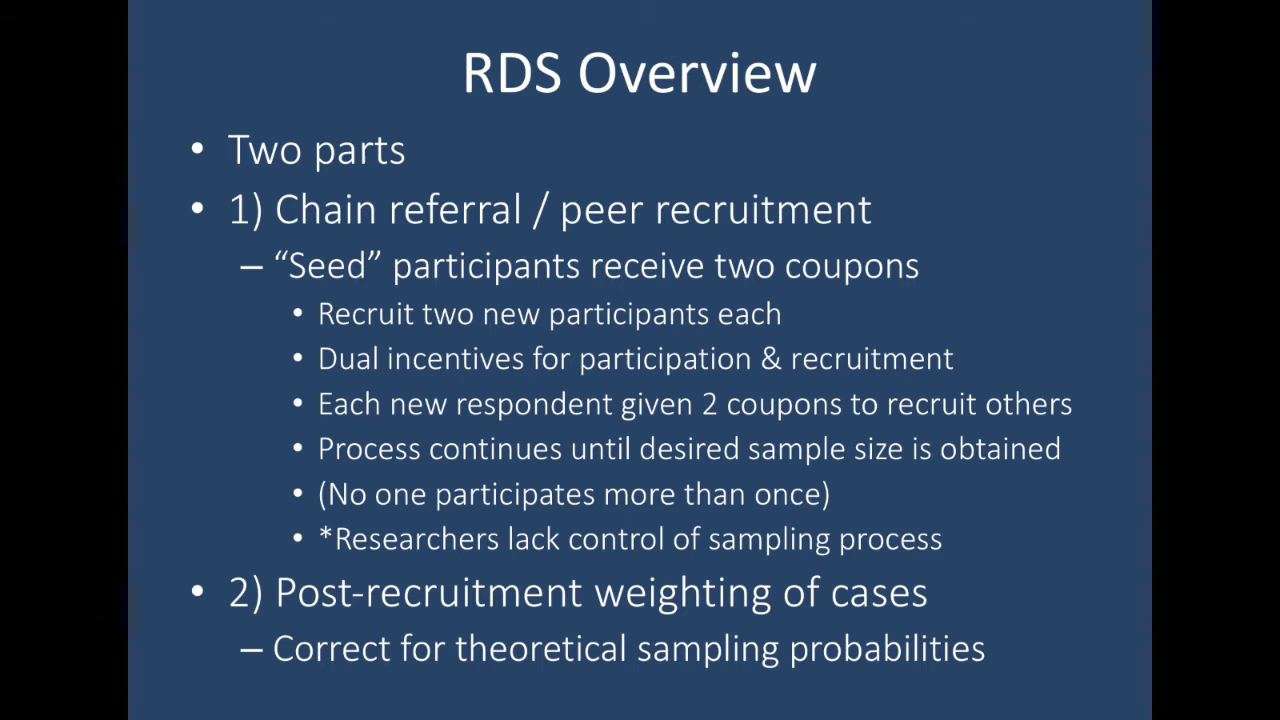 RDS Overview
• Two parts
• 1) Chain referral / peer recruitment
– “Seed” participants receive two coupons
• Recruit two new participants each
• Dual incentives for participation & recruitment
• Each new respondent given 2 coupons to recruit others
• Process continues until desired sample size is obtained
• (No one participates more than once)
• *Researchers lack control of sampling process
• 2) Post-recruitment weighting of cases
– Correct for theoretical sampling probabilities